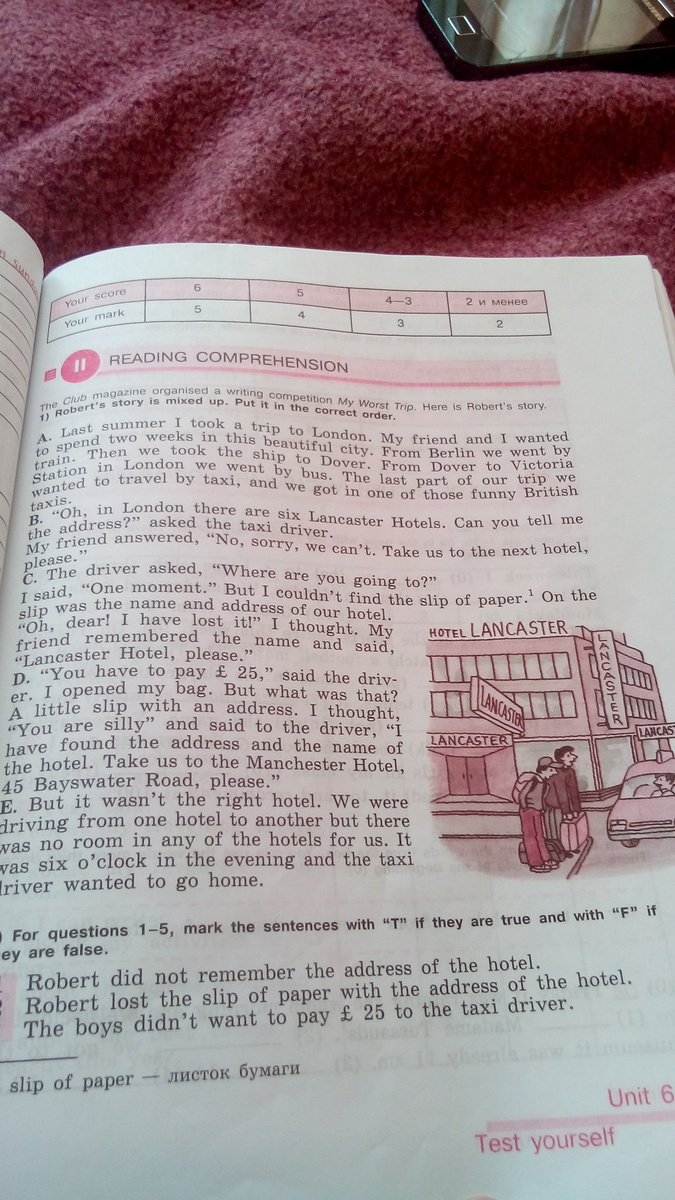 Your score 6 5 4—3 2 и менее
Your mark 5 4 3 2
II READING COMPREHENSION
The Club magazine organised a writing competition My Worst Trip. Here is Robert's story.
1) Robert's story is mixed up. Put it in the correct order.
A. Last summer I took a trip to London. My friend and I wanted
to spend two weeks in this beautiful city. From Berlin we went by
train. Then we took the ship to Dover. From Dover to Victoria
Station in London we went by bus. The last part of our trip we
wanted to travel by taxi, and we got in one of those funny British
taxis.
B. "Oh, in London there are six Lancaster Hotels. Can you tell me
the address?" asked the taxi driver.
My friend answered, "No, sorry, we can't. Take us to the next hotel,
please."
C. The driver asked, "Where are you going to?"
I said, "One moment." But I couldn't find the slip of paper.¹ On the
slip was the name and address of our hotel.
"Oh, dear! I have lost it!" I thought. My
friend remembered the name and said,
"Lancaster Hotel, please."
D. "You have to pay £ 25," said the driv-
er. I opened my bag. But what was that?
A little slip with an address. I thought,
"You are silly" and said to the driver, "I
have found the address and the name of
the hotel. Take us to the Manchester Hotel,
45 Bayswater Road, please."
E. But it wasn't the right hotel. We were
driving from one hotel to another but there
was no room in any of the hotels for us. It
was six o'clock in the evening and the taxi
driver wanted to go home.
HOTEL LANCASTER
LANCASTER
LANCASTER
LANCASTER
LANCAS
) For questions 1–5, mark the sentences with "T" if they are true and with "F" if
ey are false.
Robert did not remember the address of the hotel.
Robert lost the slip of paper with the address of the hotel.
The boys didn't want to pay £ 25 to the taxi driver.
slip of paper — листок бумаги
Unit 6
Test yourself